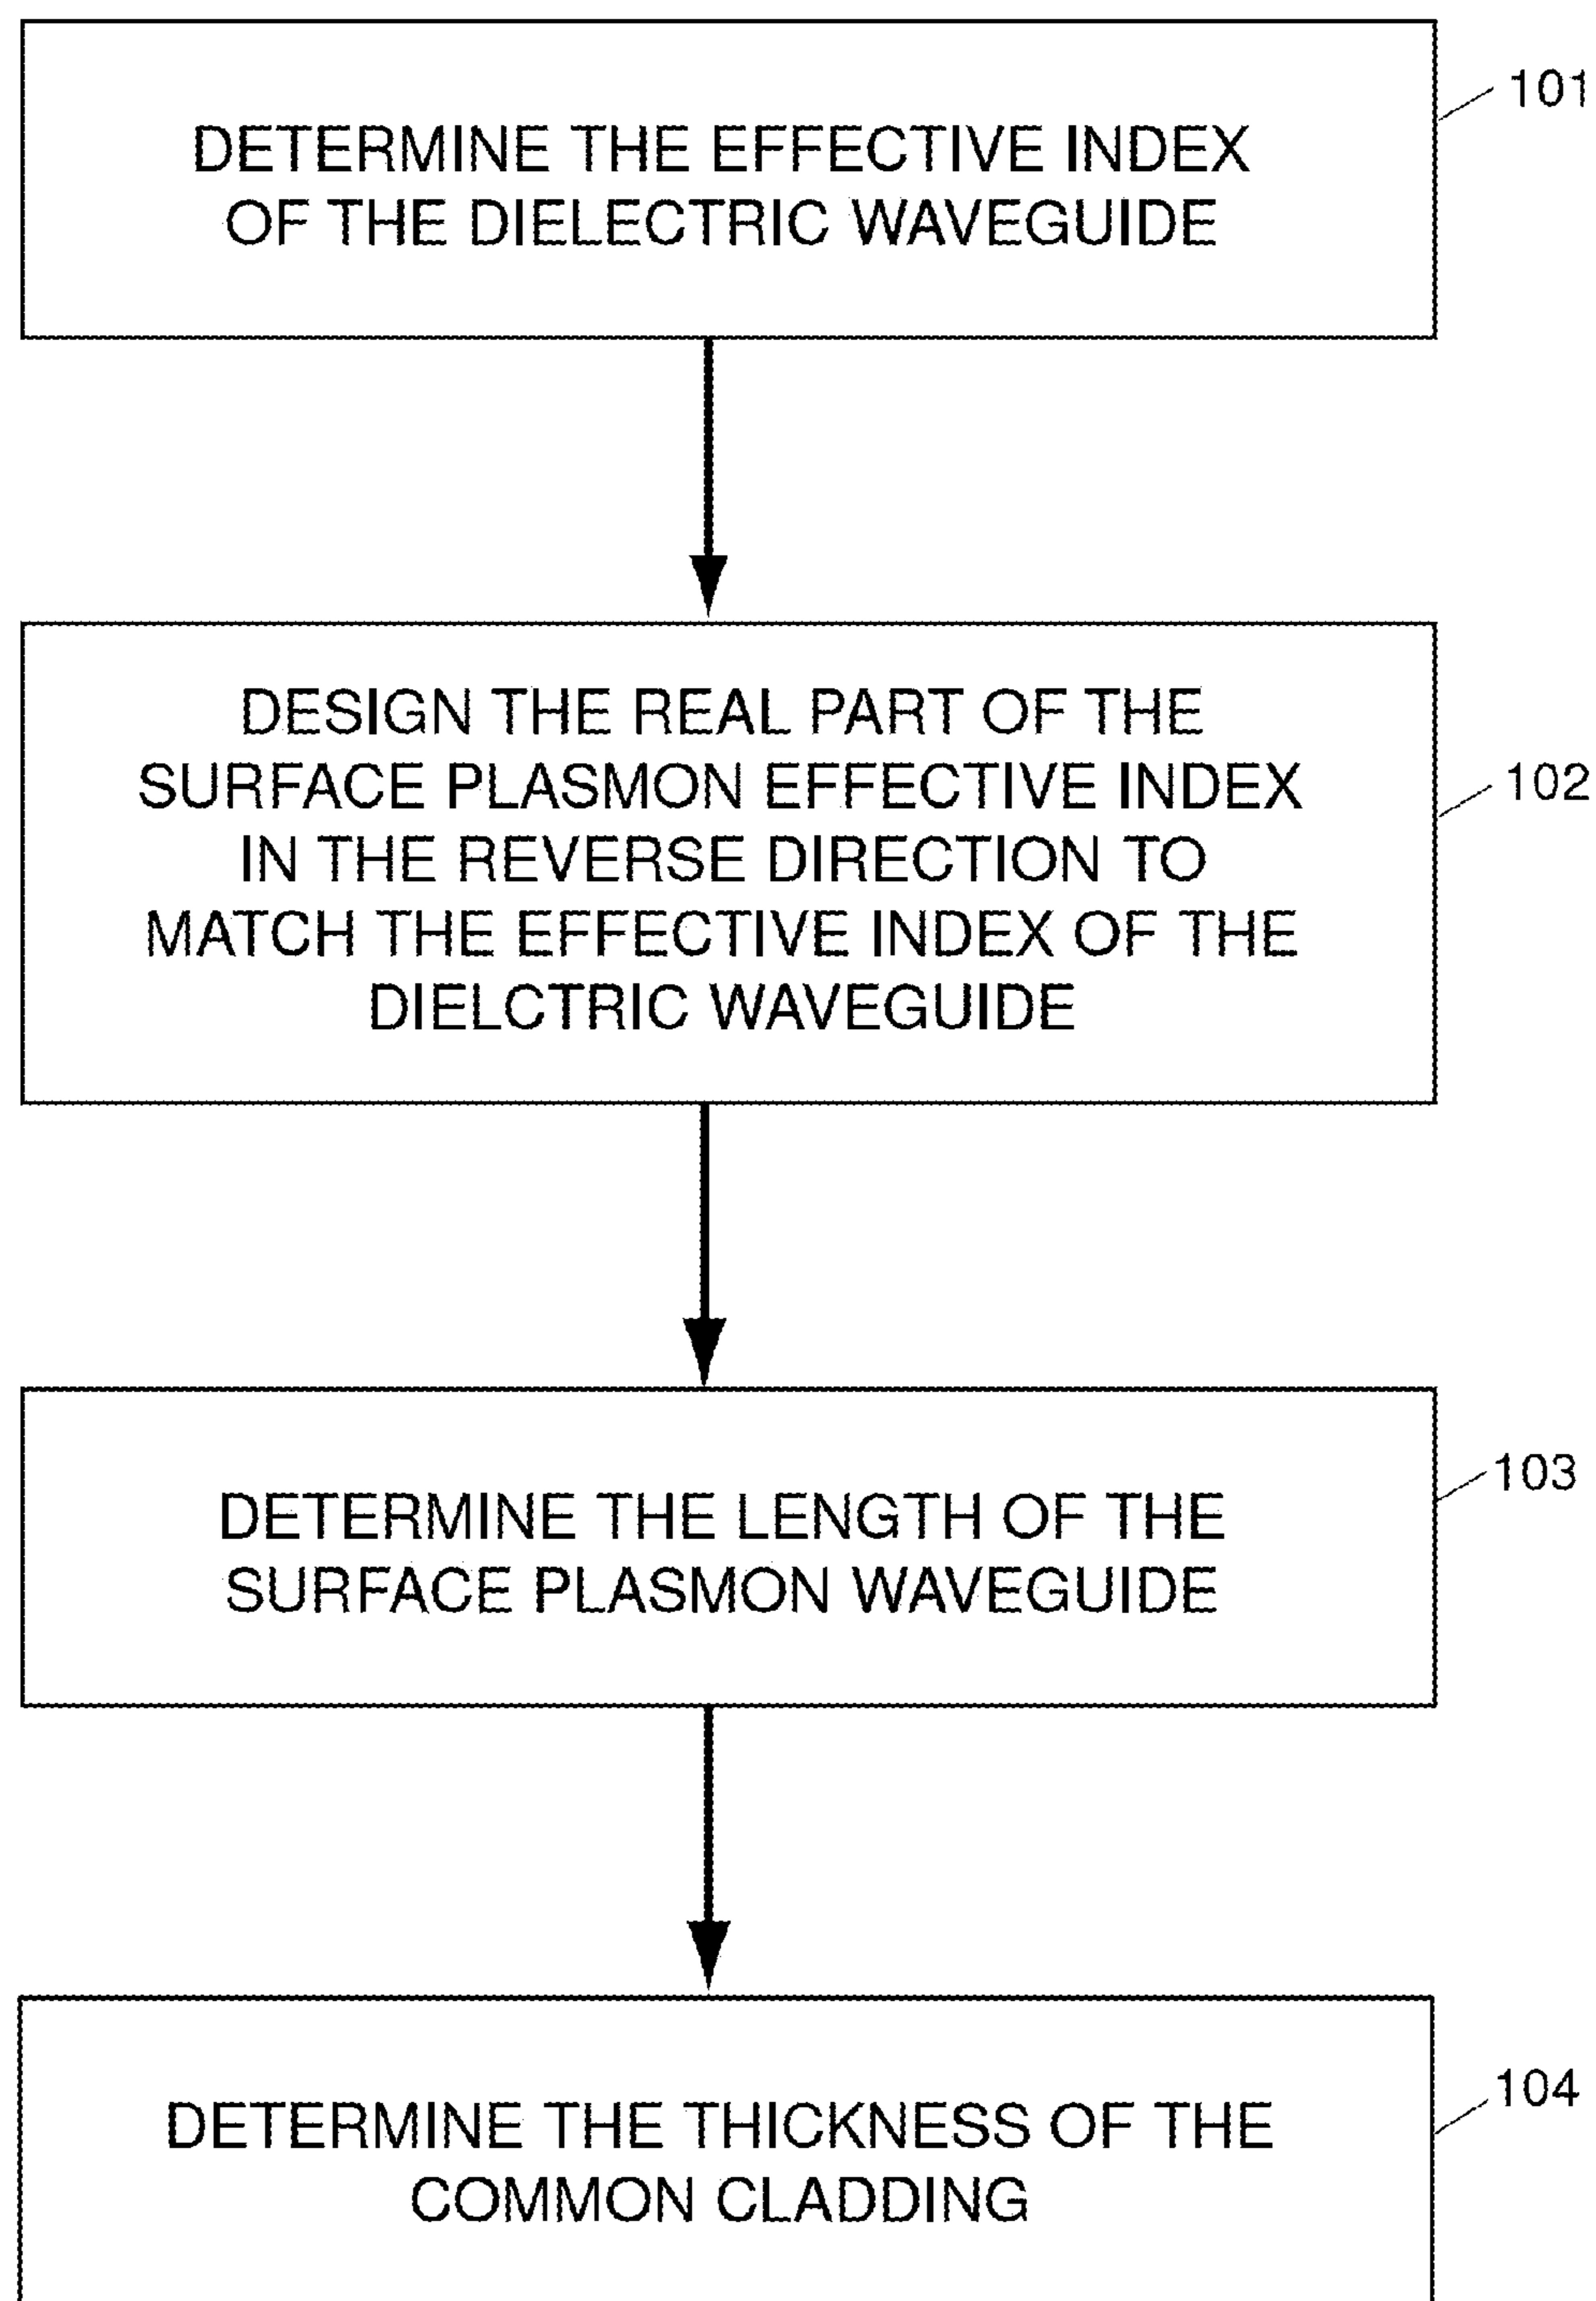 101
DETERMINE THE EFFECTIVE INDEX
OF THE DIELECTRIC WAVEGUIDE
DESIGN THE REAL PART OF THE
SURFACE PLASMON EFFECTIVE INDEX
102
IN THE REVERSE DIRECTION TO
MATCH THE EFFECTIVE INDEX OF THE
DIELCTRIC WAVEGUIDE
103
DETERMINE THE LENGTH OF THE
SURFACE PLASMON WAVEGUIDE
104
DETERMINE THE THICKNESS OF THE
COMMON CLADDING